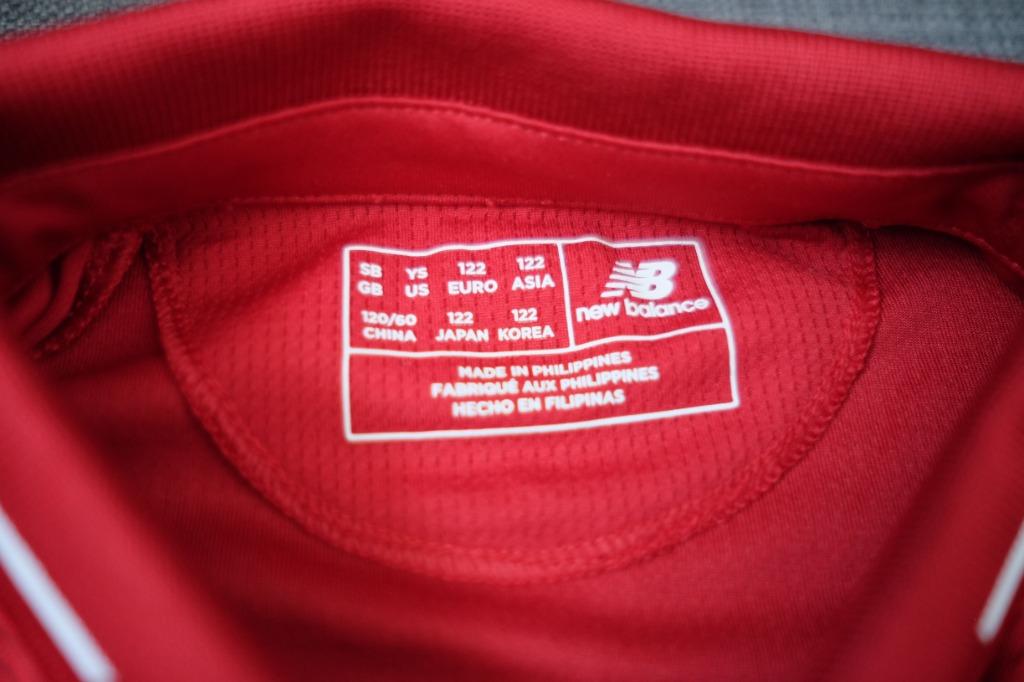 SB YS 122 122
GB US EURO ASIA
120/60 122 122
CHINA JAPAN KOREA
NB
new balance
MADE IN PHILIPPINES
FABRIQUÉ AUX PHILIPPINES
HECHO EN FILIPINAS